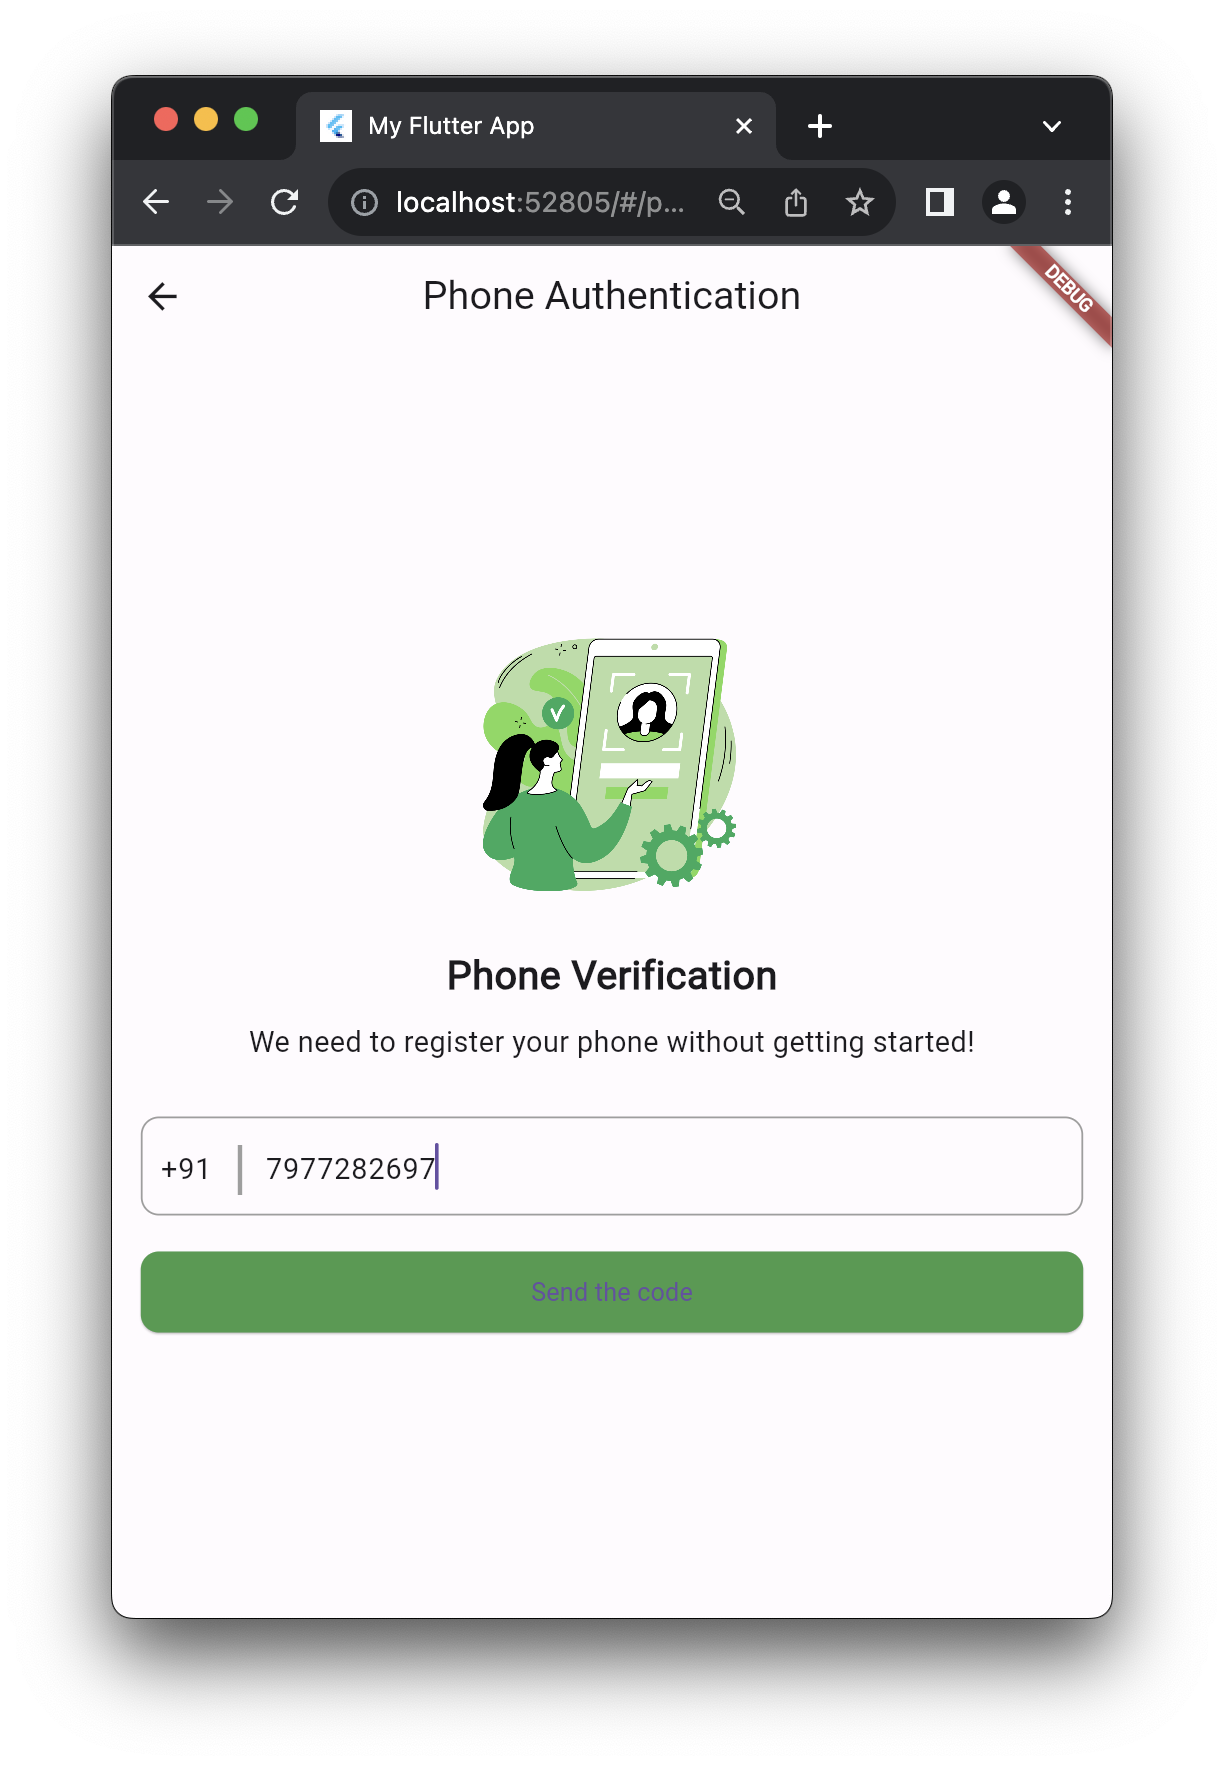 My Flutter App
localhost:52805/#/p...
Phone Authentication
DEBUG
Phone Verification
We need to register your phone without getting started!
+91 7977282697
Send the code